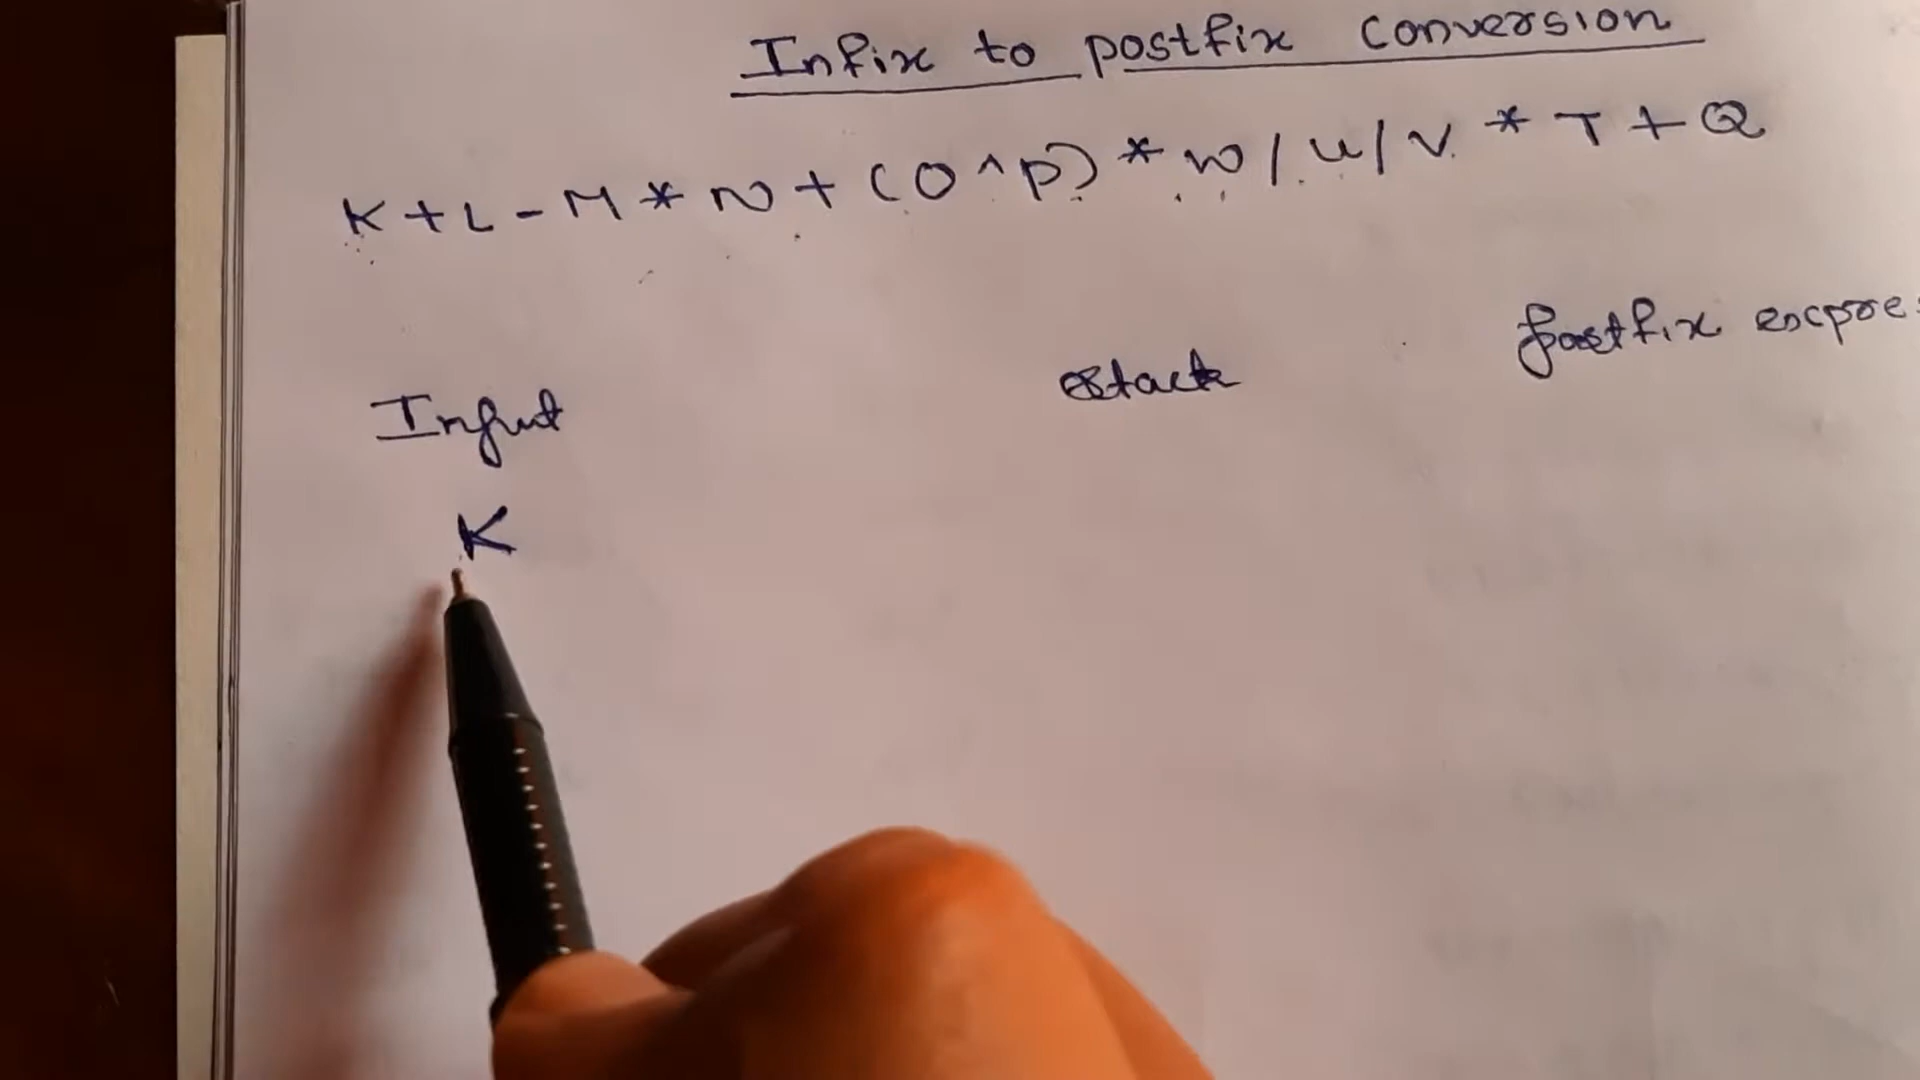 Infix to postfix conversion
K + L - M * N + (O ^ P) * W / U / V * T + Q
Input stack postfix expre
K